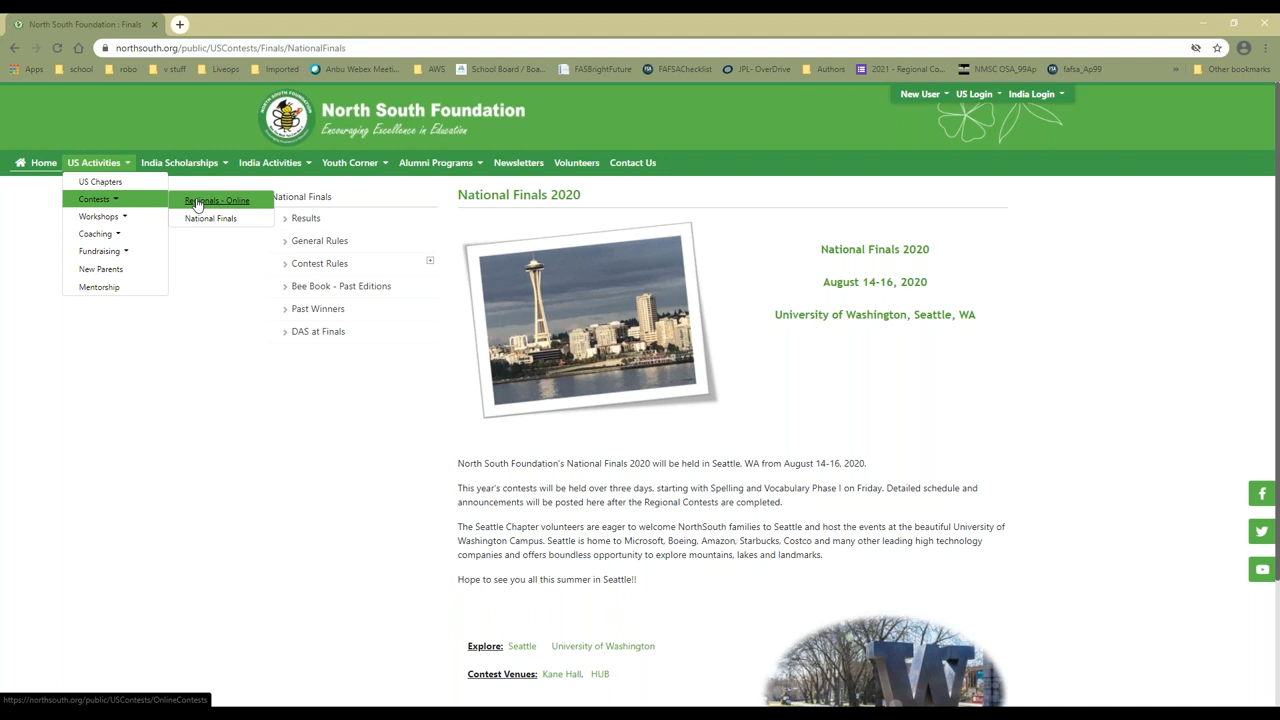 North South Foundation : Finals
northsouth.org/public/USContests/Finals/NationalFinals
Apps school robo v stuff Liveops Imported Anbu Webex Meeti... AWS School Board / Boa... FASBrightFuture FAFSAChecklist JPL- OverDrive Authors 2021 - Regional Co... NMSC OSA_99Ap fafsa_Ap99 » Other bookmarks
New User US Login India Login
North South Foundation
Encouraging Excellence in Education
Home US Activities India Scholarships India Activities Youth Corner Alumni Programs Newsletters Volunteers Contact Us
US Chapters
Contests
Workshops
Coaching
Fundraising
New Parents
Mentorship
Regionals - Online
National Finals
National Finals
Results
General Rules
Contest Rules
Bee Book - Past Editions
Past Winners
DAS at Finals
National Finals 2020
National Finals 2020
August 14-16, 2020
University of Washington, Seattle, WA
North South Foundation's National Finals 2020 will be held in Seattle, WA from August 14-16, 2020.
This year's contests will be held over three days, starting with Spelling and Vocabulary Phase I on Friday. Detailed schedule and
announcements will be posted here after the Regional Contests are completed.
The Seattle Chapter volunteers are eager to welcome NorthSouth families to Seattle and host the events at the beautiful University of
Washington Campus. Seattle is home to Microsoft, Boeing, Amazon, Starbucks, Costco and many other leading high technology
companies and offers boundless opportunity to explore mountains, lakes and landmarks.
Hope to see you all this summer in Seattle!!
Explore: Seattle University of Washington
Contest Venues: Kane Hall, HUB
W
https://northsouth.org/public/USContests/OnlineContests